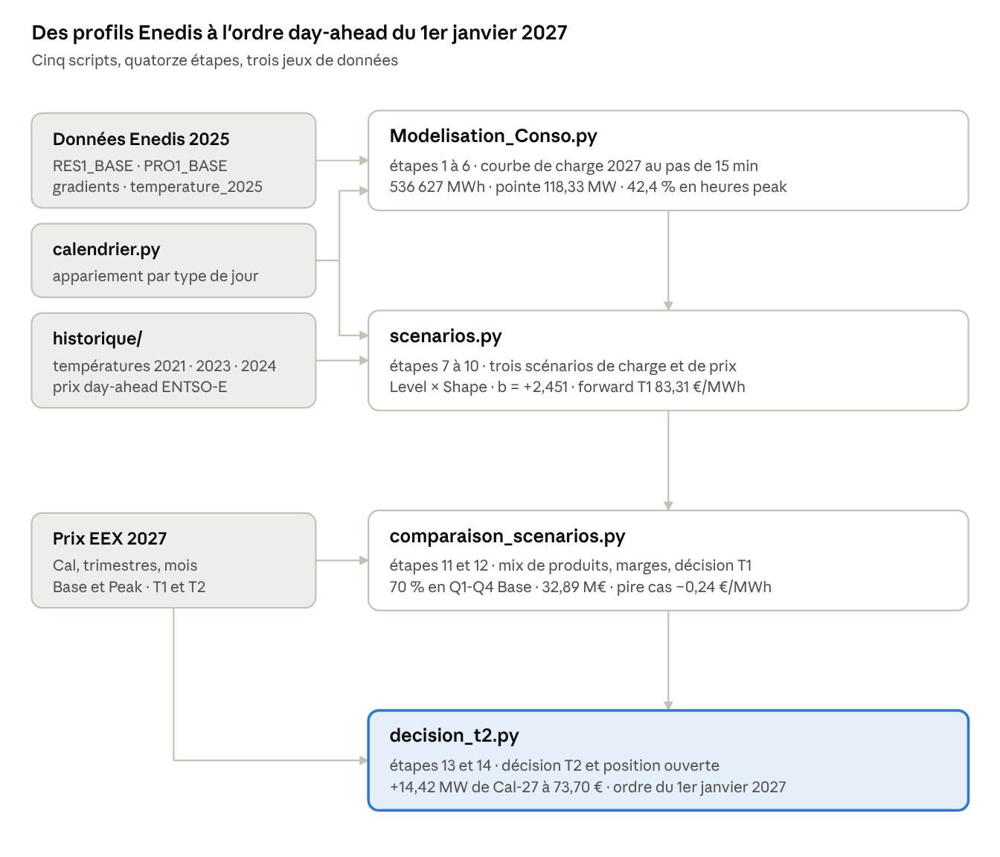 Des profils Enedis à l'ordre day-ahead du 1er janvier 2027
Cinq scripts, quatorze étapes, trois jeux de données
Données Enedis 2025
RES1_BASE · PRO1_BASE
gradients · temperature_2025
Modelisation_Conso.py
étapes 1 à 6 · courbe de charge 2027 au pas de 15 min
536 627 MWh · pointe 118,33 MW · 42,4 % en heures peak
calendrier.py
appariement par type de jour
historique/
températures 2021 · 2023 · 2024
prix day-ahead ENTSO-E
scenarios.py
étapes 7 à 10 · trois scénarios de charge et de prix
Level × Shape · b = +2,451 · forward T1 83,31 €/MWh
Prix EEX 2027
Cal, trimestres, mois
Base et Peak · T1 et T2
comparaison_scenarios.py
étapes 11 et 12 · mix de produits, marges, décision T1
70 % en Q1-Q4 Base · 32,89 M€ · pire cas −0,24 €/MWh
decision_t2.py
étapes 13 et 14 · décision T2 et position ouverte
+14,42 MW de Cal-27 à 73,70 € · ordre du 1er janvier 2027